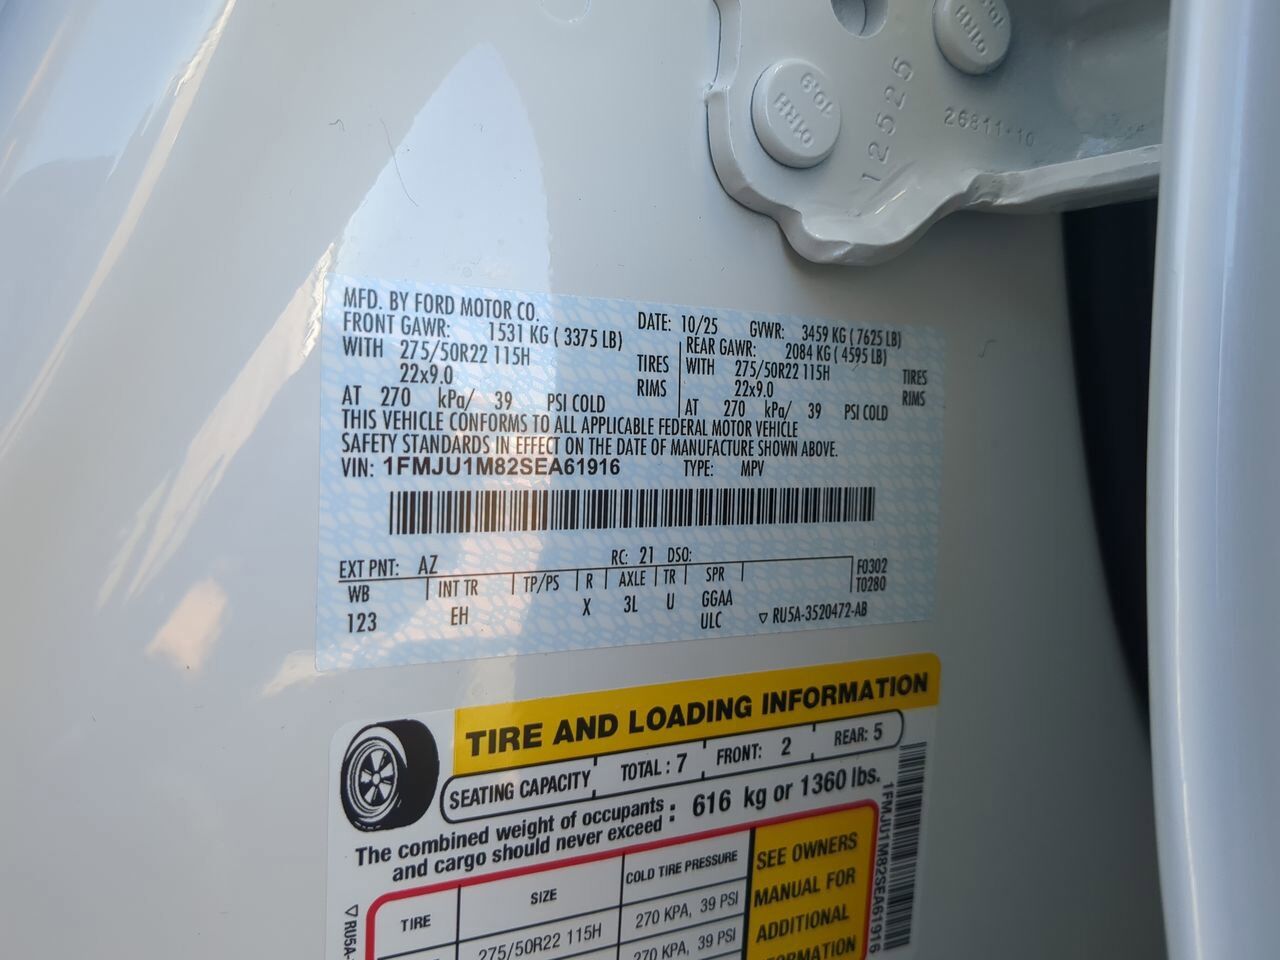 MRH
10.9
MRH
10.9
12525
26811-10
MFD. BY FORD MOTOR CO.
DATE: 10/25 GVWR: 3459 KG ( 7625 LB)
FRONT GAWR: 1531 KG ( 3375 LB)
REAR GAWR: 2084 KG ( 4595 LB)
WITH 275/50R22 115H TIRES
WITH 275/50R22 115H TIRES
22x9.0 RIMS
22x9.0 RIMS
AT 270 kPa/ 39 PSI COLD
AT 270 kPa/ 39 PSI COLD
THIS VEHICLE CONFORMS TO ALL APPLICABLE FEDERAL MOTOR VEHICLE
SAFETY STANDARDS IN EFFECT ON THE DATE OF MANUFACTURE SHOWN ABOVE.
VIN: 1FMJU1M82SEA61916 TYPE: MPV
EXT PNT: AZ RC: 21 DSO:
WB INT TR TP/PS R AXLE TR SPR F0302
T0280
123 EH X 3L U GGAA
ULC RU5A-3520472-AB
TIRE AND LOADING INFORMATION
SEATING CAPACITY TOTAL : 7 FRONT: 2 REAR: 5
The combined weight of occupants
and cargo should never exceed : 616 kg or 1360 lbs.
TIRE SIZE COLD TIRE PRESSURE
275/50R22 115H 270 KPA, 39 PSI
270 KPA, 39 PSI
SEE OWNERS
MANUAL FOR
ADDITIONAL
1FMJU1M82SEA61916
RU5A-